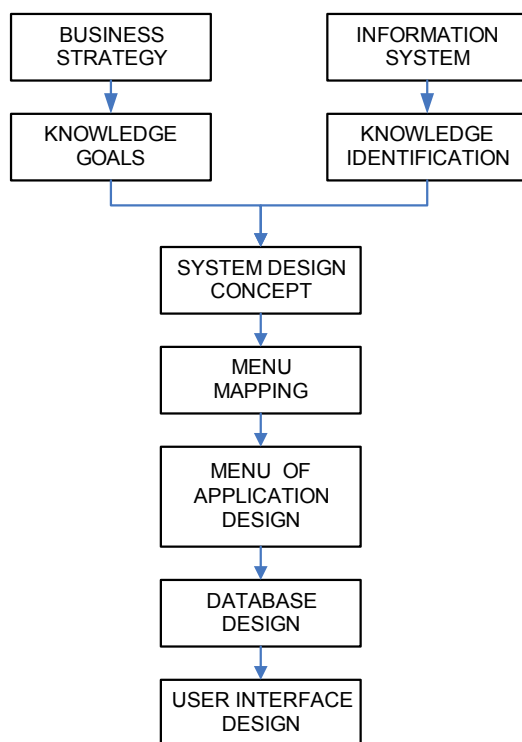 BUSINESS
STRATEGY
INFORMATION
SYSTEM
KNOWLEDGE
GOALS
KNOWLEDGE
IDENTIFICATION
SYSTEM DESIGN
CONCEPT
MENU
MAPPING
MENU OF
APPLICATION
DESIGN
DATABASE
DESIGN
USER INTERFACE
DESIGN